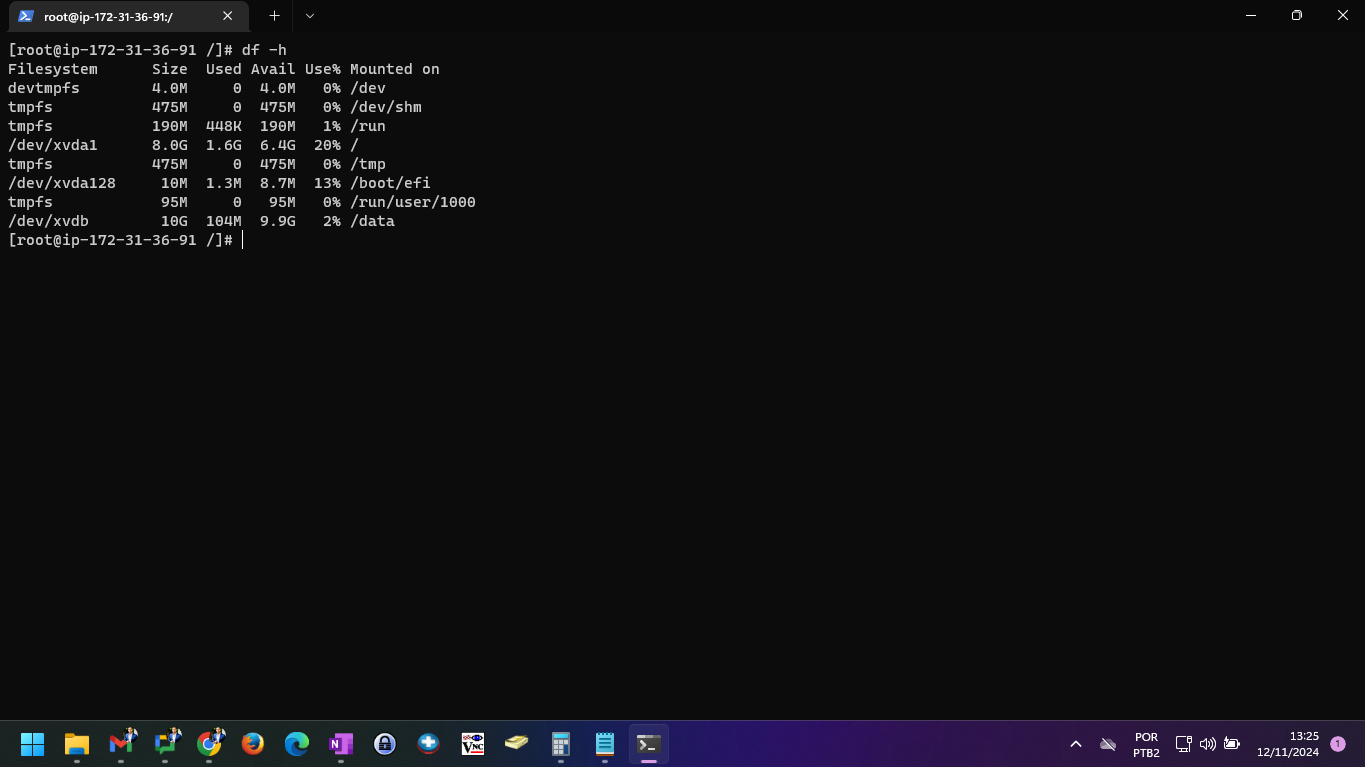 root@ip-172-31-36-91:/
[root@ip-172-31-36-91 /]# df -h
Filesystem      Size  Used Avail Use% Mounted on
devtmpfs        4.0M     0  4.0M   0% /dev
tmpfs           475M     0  475M   0% /dev/shm
tmpfs           190M  448K  190M   1% /run
/dev/xvda1      8.0G  1.6G  6.4G  20% /
tmpfs           475M     0  475M   0% /tmp
/dev/xvda128     10M  1.3M  8.7M  13% /boot/efi
tmpfs            95M     0   95M   0% /run/user/1000
/dev/xvdb        10G  104M  9.9G   2% /data
[root@ip-172-31-36-91 /]#
N
VNC
POR
PTB2
13:25
12/11/2024
1